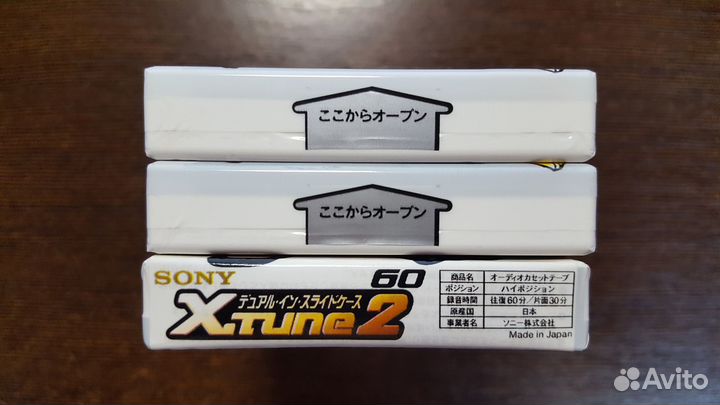 ここからオープン
ここからオープン
SONY
60
デュアル・イン・スライドケース
X-TUNE 2
商品名 オーディオカセットテープ
ポジション ハイポジション
録音時間 往復60分/片面30分
原産国 日本
事業者名 ソニー株式会社
Made in Japan
Avito